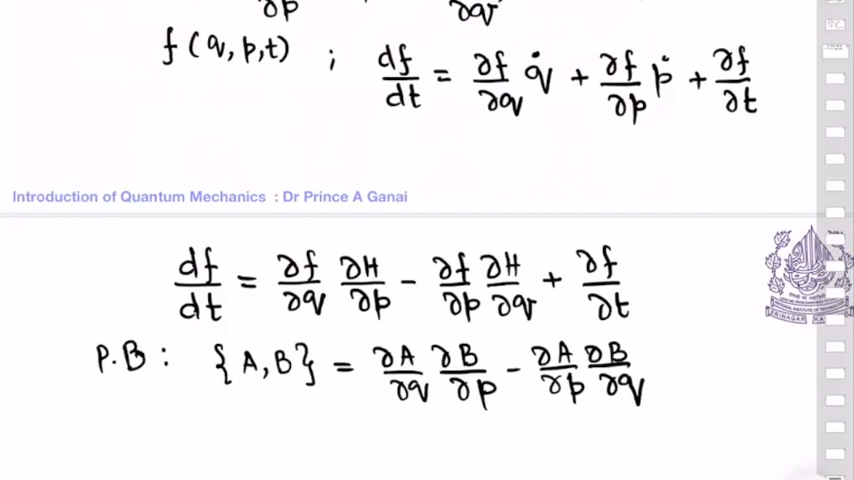 ∂p ∂q
f(q,p,t) ; df/dt = ∂f/∂q q̇ + ∂f/∂p ṗ + ∂f/∂t
Introduction of Quantum Mechanics : Dr Prince A Ganai
df/dt = ∂f/∂q ∂H/∂p - ∂f/∂p ∂H/∂q + ∂f/∂t
P.B : {A,B} = ∂A/∂q ∂B/∂p - ∂A/∂p ∂B/∂q